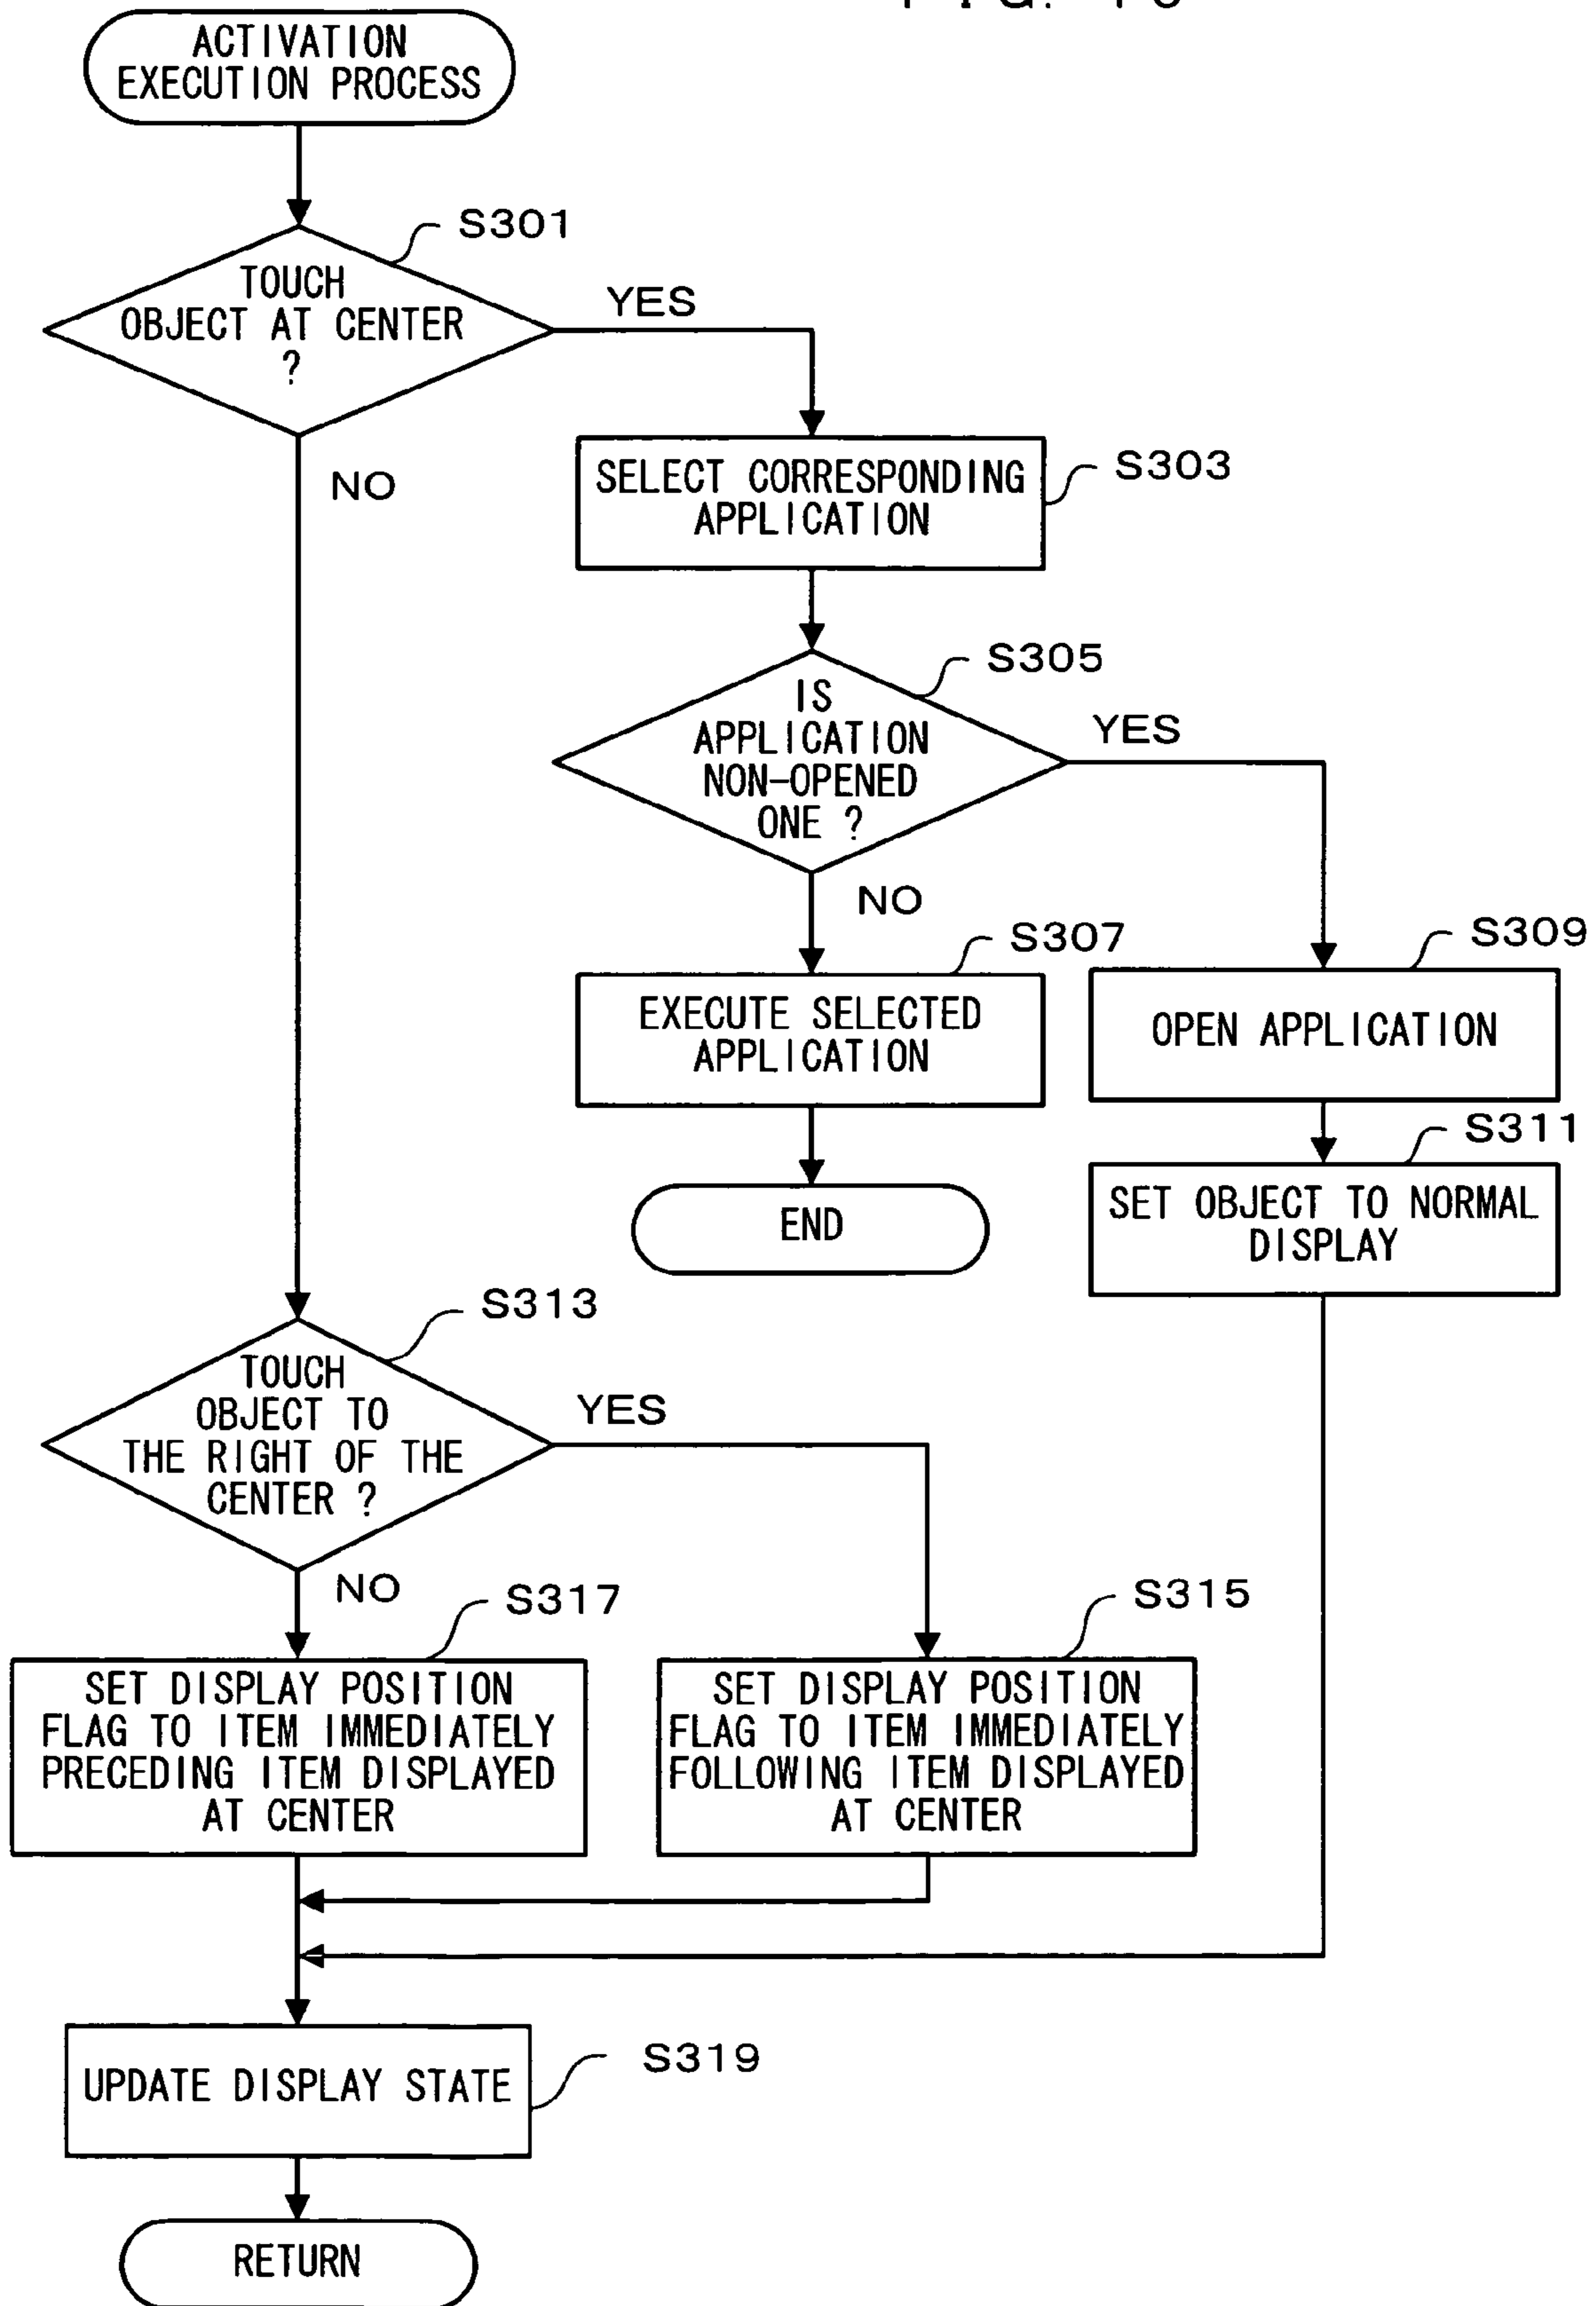 ACTIVATION
EXECUTION PROCESS
S301
TOUCH
OBJECT AT CENTER
?
YES
NO
SELECT CORRESPONDING
APPLICATION
S303
S305
IS
APPLICATION
NON-OPENED
ONE ?
YES
NO
S307
EXECUTE SELECTED
APPLICATION
S309
OPEN APPLICATION
S311
SET OBJECT TO NORMAL
DISPLAY
END
S313
TOUCH
OBJECT TO
THE RIGHT OF THE
CENTER ?
YES
NO
S317
SET DISPLAY POSITION
FLAG TO ITEM IMMEDIATELY
PRECEDING ITEM DISPLAYED
AT CENTER
S315
SET DISPLAY POSITION
FLAG TO ITEM IMMEDIATELY
FOLLOWING ITEM DISPLAYED
AT CENTER
UPDATE DISPLAY STATE
S319
RETURN